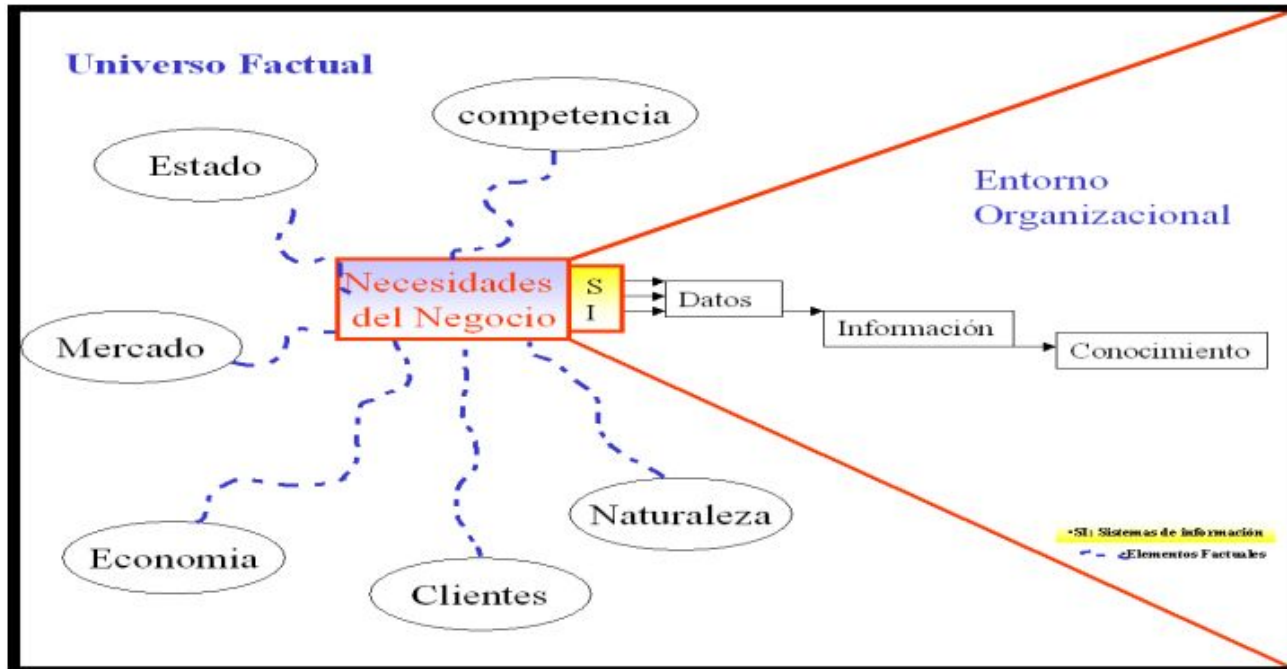 Universo Factual
competencia
Estado
Entorno
Organizacional
Necesidades
del Negocio
S
I
Datos
Información
Conocimiento
Mercado
Naturaleza
Economia
Clientes
•SI: Sistemas de información
Elementos Factuales